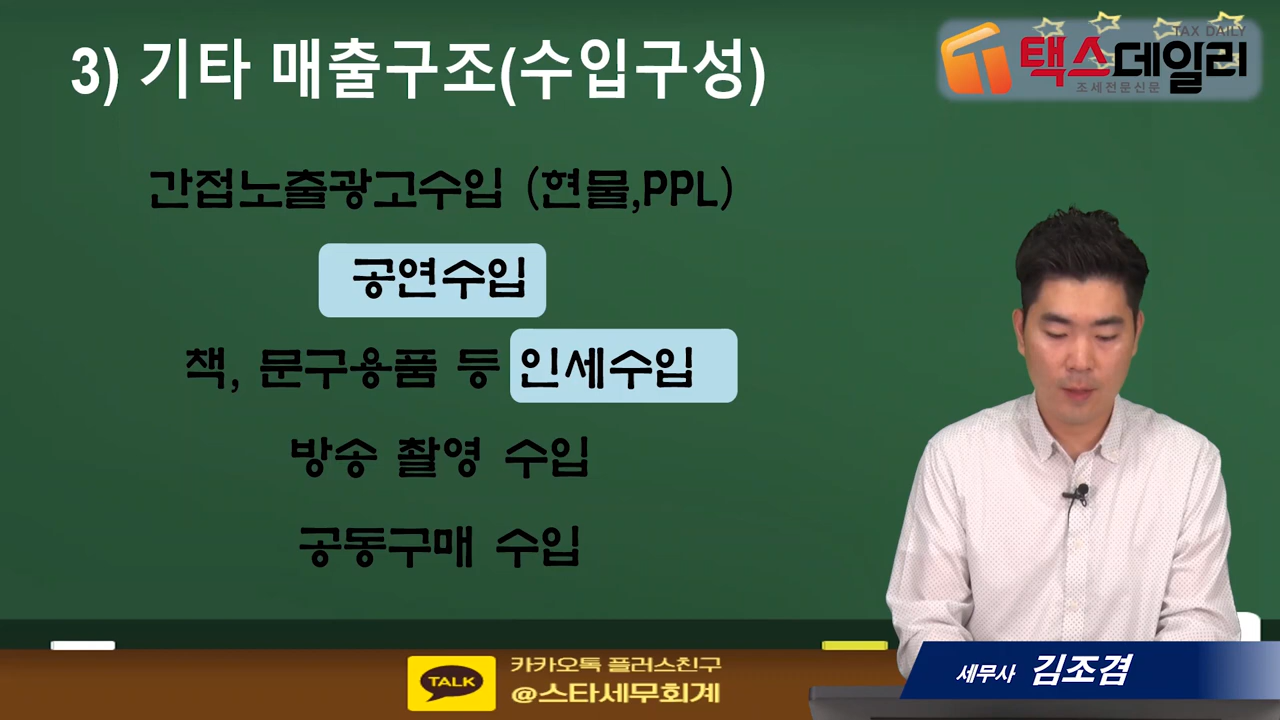 3) 기타 매출구조(수입구성)
TAX DAILY
택스데일리
조세전문신문
간접노출광고수입 (현물,PPL)
공연수입
책, 문구용품 등 인세수입
방송 촬영 수입
공동구매 수입
TALK
카카오톡 플러스친구
@스타세무회계
세무사 김조겸